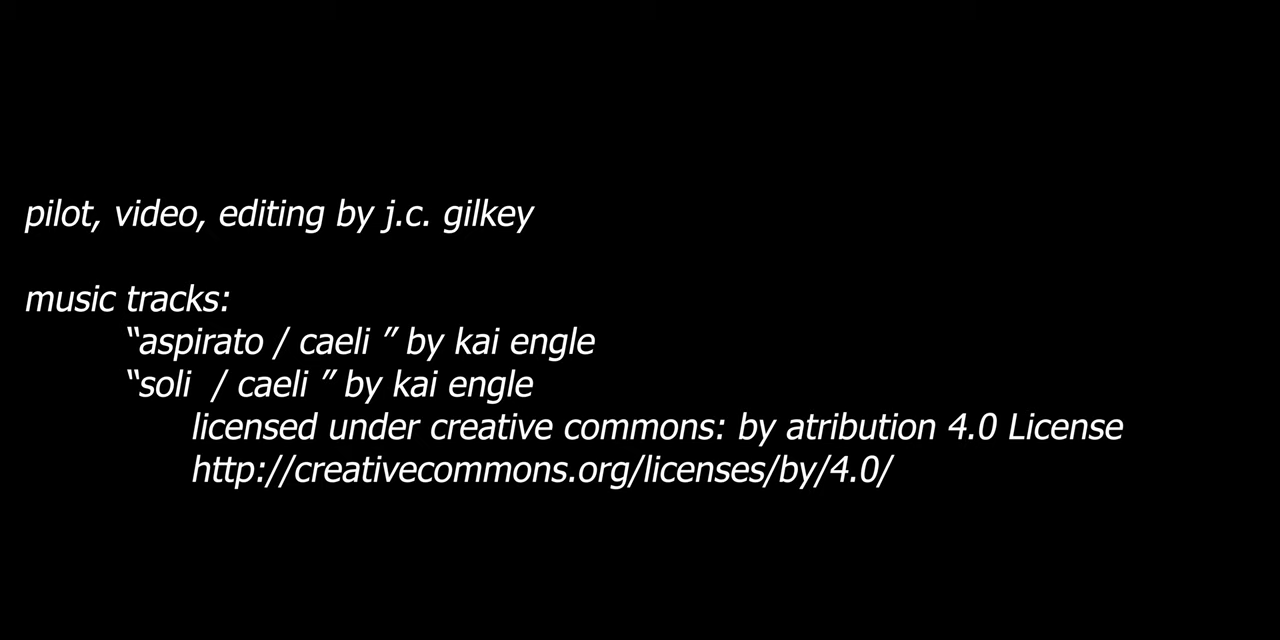 pilot, video, editing by j.c. gilkey
music tracks:
“aspirato / caeli ” by kai engle
“soli  / caeli ” by kai engle
licensed under creative commons: by atribution 4.0 License
http://creativecommons.org/licenses/by/4.0/